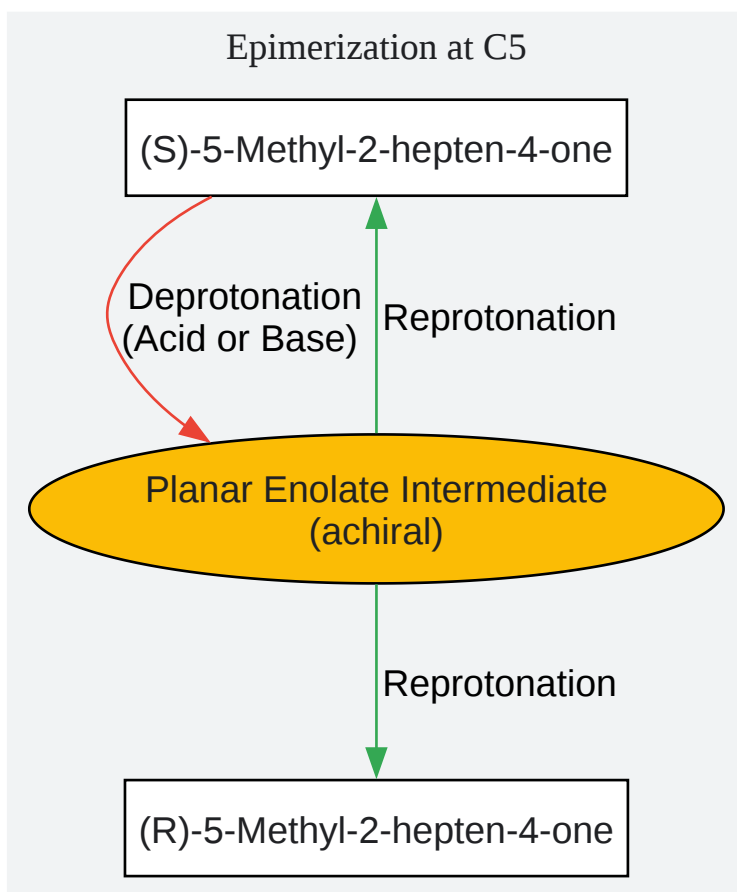 Epimerization at C5
(S)-5-Methyl-2-hepten-4-one
Deprotonation
(Acid or Base)
Reprotonation
Planar Enolate Intermediate
(achiral)
Reprotonation
(R)-5-Methyl-2-hepten-4-one